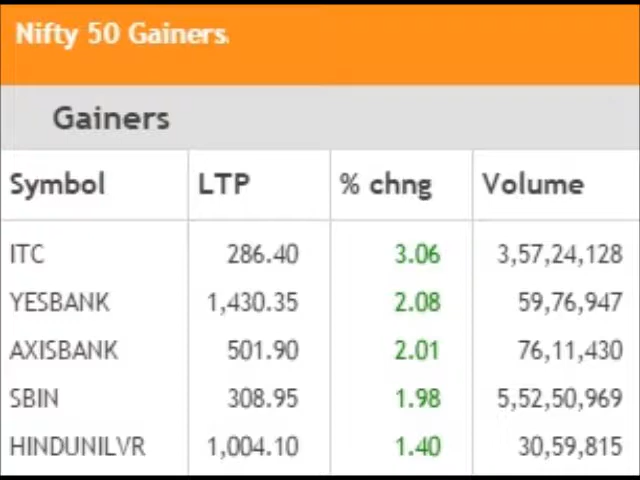 Nifty 50 Gainers
Gainers
Symbol LTP % chng Volume
ITC 286.40 3.06 3,57,24,128
YESBANK 1,430.35 2.08 59,76,947
AXISBANK 501.90 2.01 76,11,430
SBIN 308.95 1.98 5,52,50,969
HINDUNILVR 1,004.10 1.40 30,59,815